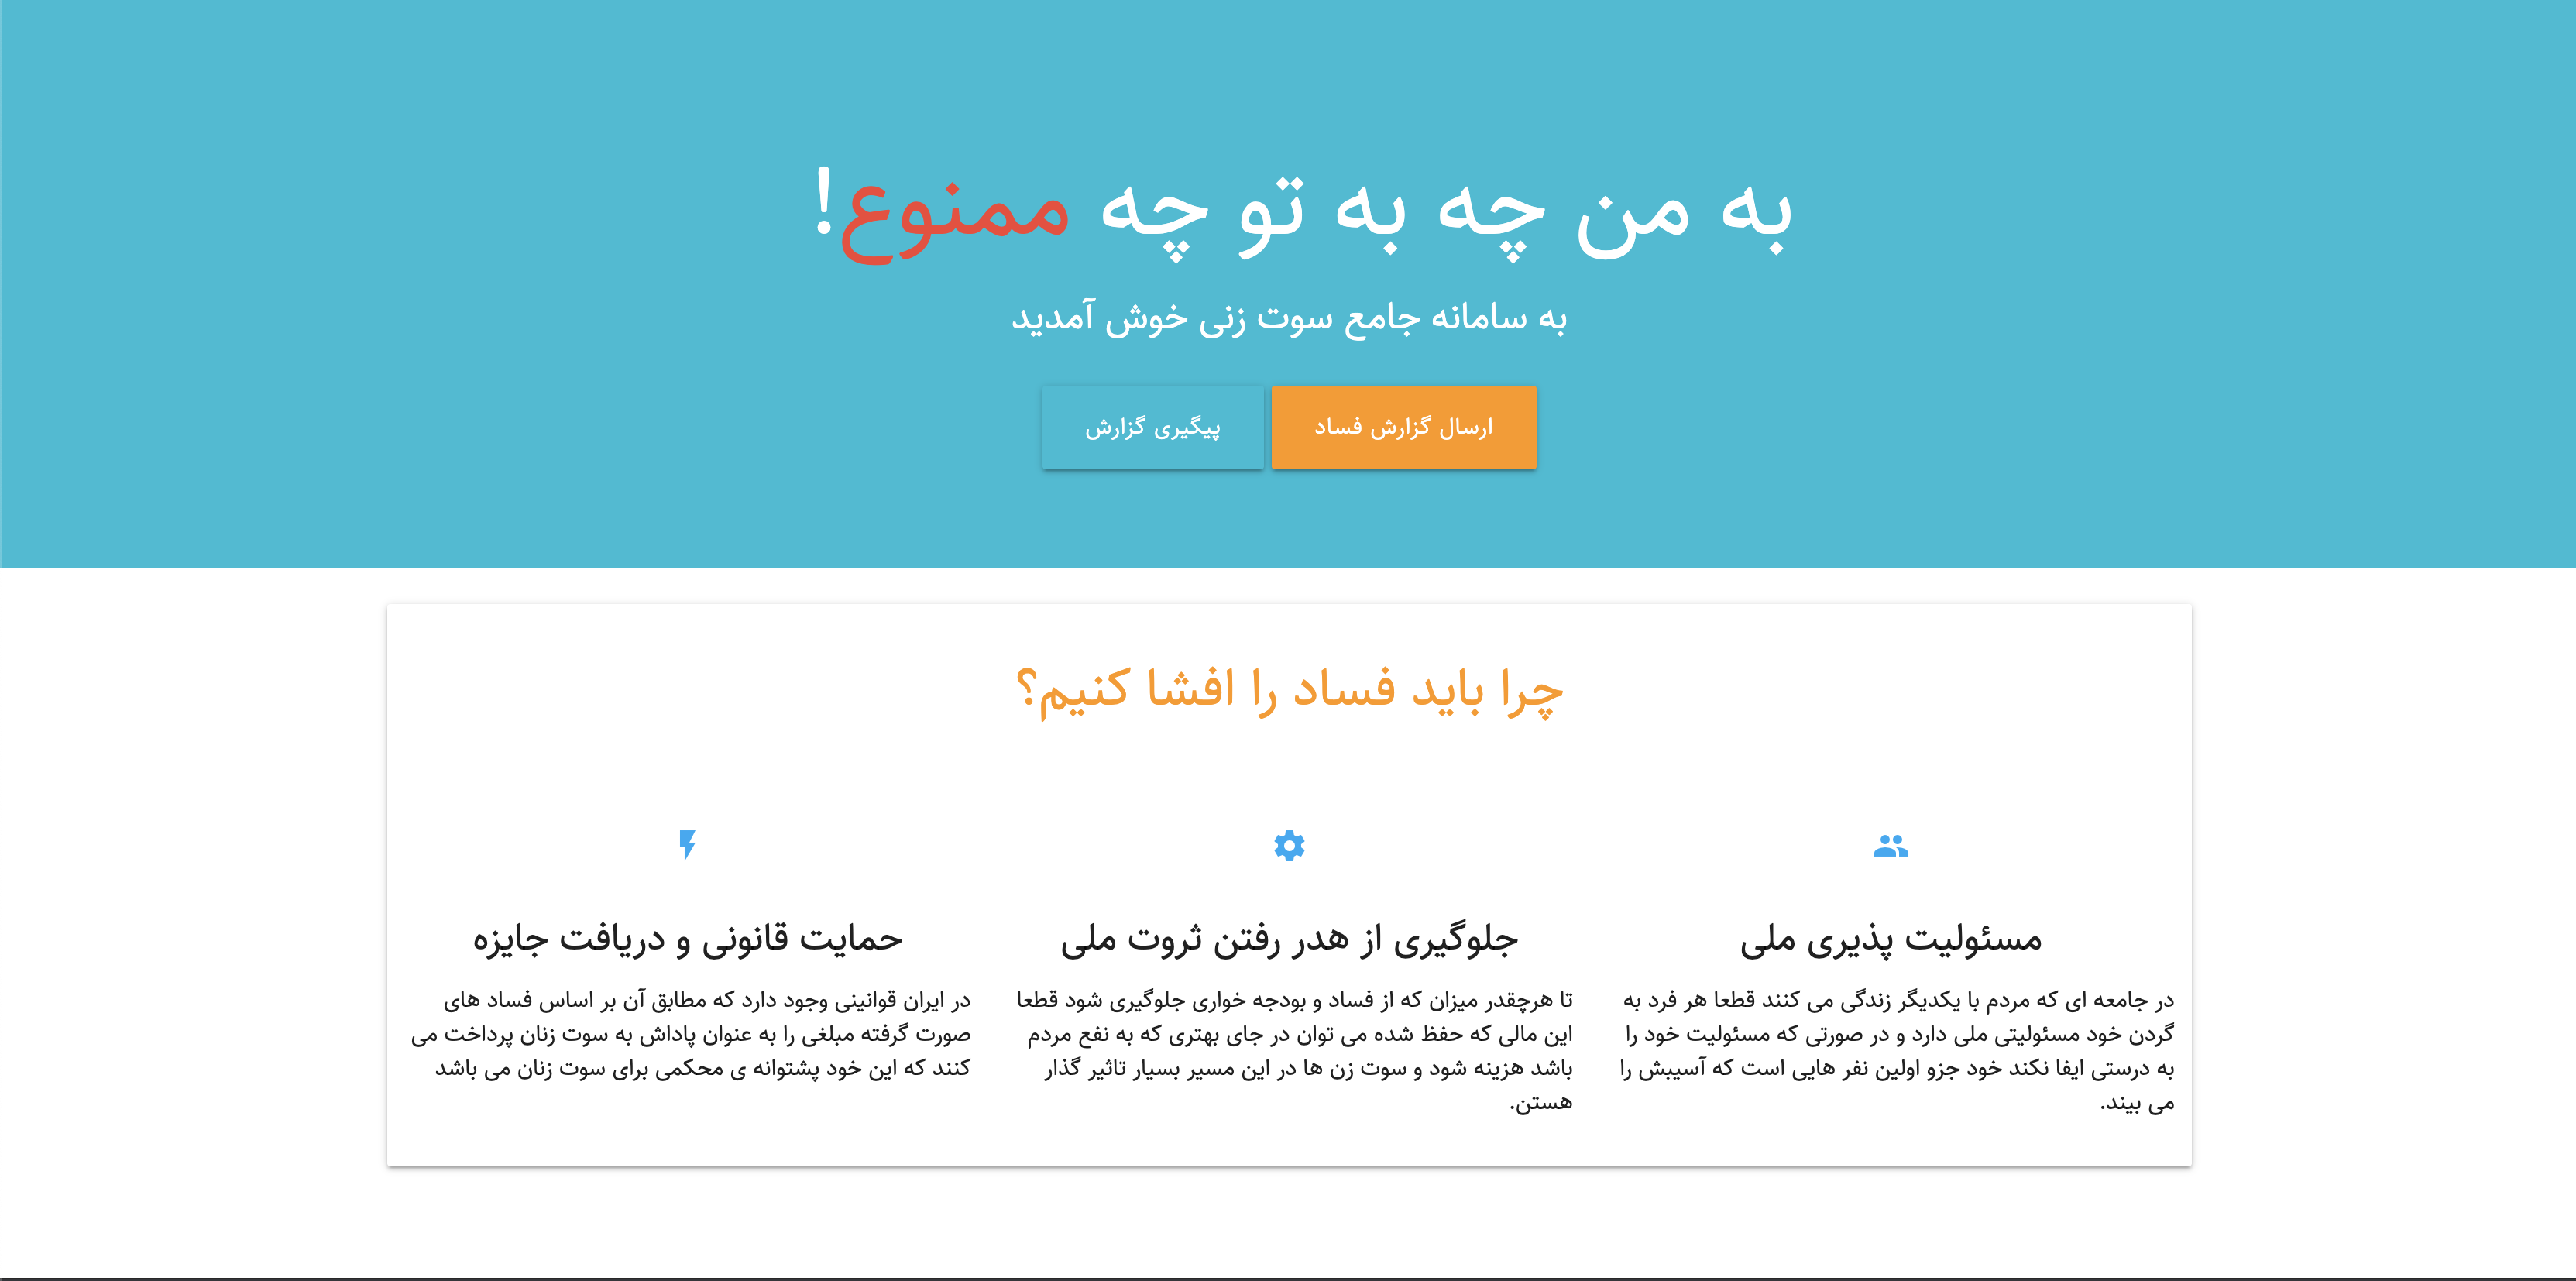 به من چه به تو چه ممنوع!
به سامانه جامع سوت زنی خوش آمدید
ارسال گزارش فساد
پیگیری گزارش
چرا باید فساد را افشا کنیم؟
مسئولیت پذیری ملی
در جامعه ای که مردم با یکدیگر زندگی می کنند قطعا هر فرد به
گردن خود مسئولیتی ملی دارد و در صورتی که مسئولیت خود را
به درستی ایفا نکند خود جزو اولین نفر هایی است که آسیبش را
می بیند.
جلوگیری از هدر رفتن ثروت ملی
تا هرچقدر میزان که از فساد و بودجه خواری جلوگیری شود قطعا
این مالی که حفظ شده می توان در جای بهتری که به نفع مردم
باشد هزینه شود و سوت زن ها در این مسیر بسیار تاثیر گذار
هستن.
حمایت قانونی و دریافت جایزه
در ایران قوانینی وجود دارد که مطابق آن بر اساس فساد های
صورت گرفته مبلغی را به عنوان پاداش به سوت زنان پرداخت می
کنند که این خود پشتوانه ی محکمی برای سوت زنان می باشد